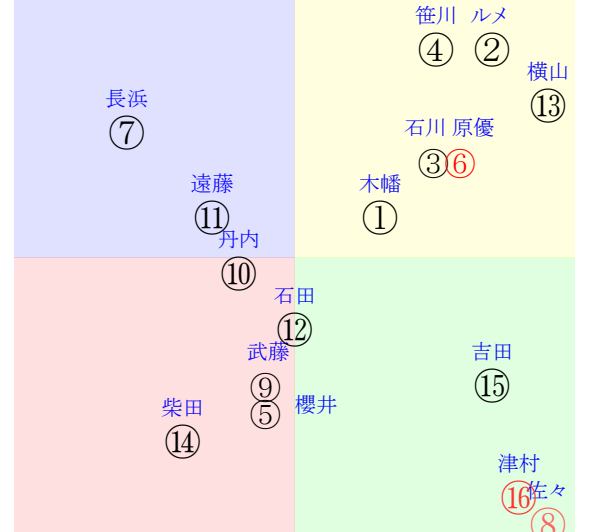 笹川 ルメ
④ ②
横山
⑬
長浜
⑦
石川 原優
③⑥
遠藤
⑪
木幡
①
丹内
⑩
石田
⑫
武藤
⑨
吉田
⑮
櫻井
⑤
柴田
⑭
津村
⑯
佐々
⑧